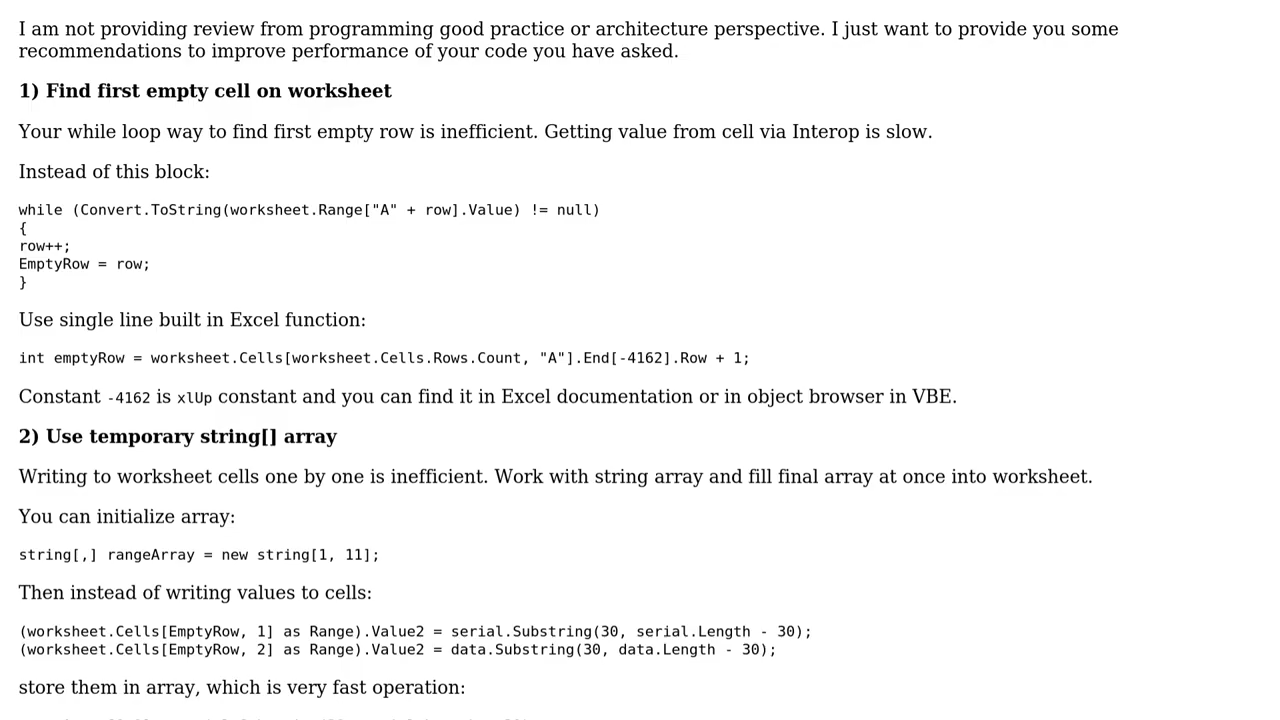 I am not providing review from programming good practice or architecture perspective. I just want to provide you some
recommendations to improve performance of your code you have asked.
1) Find first empty cell on worksheet
Your while loop way to find first empty row is inefficient. Getting value from cell via Interop is slow.
Instead of this block:
while (Convert.ToString(worksheet.Range["A" + row].Value) != null)
{
row++;
EmptyRow = row;
}
Use single line built in Excel function:
int emptyRow = worksheet.Cells[worksheet.Cells.Rows.Count, "A"].End[-4162].Row + 1;
Constant -4162 is xlUp constant and you can find it in Excel documentation or in object browser in VBE.
2) Use temporary string[] array
Writing to worksheet cells one by one is inefficient. Work with string array and fill final array at once into worksheet.
You can initialize array:
string[,] rangeArray = new string[1, 11];
Then instead of writing values to cells:
(worksheet.Cells[EmptyRow, 1] as Range).Value2 = serial.Substring(30, serial.Length - 30);
(worksheet.Cells[EmptyRow, 2] as Range).Value2 = data.Substring(30, data.Length - 30);
store them in array, which is very fast operation: